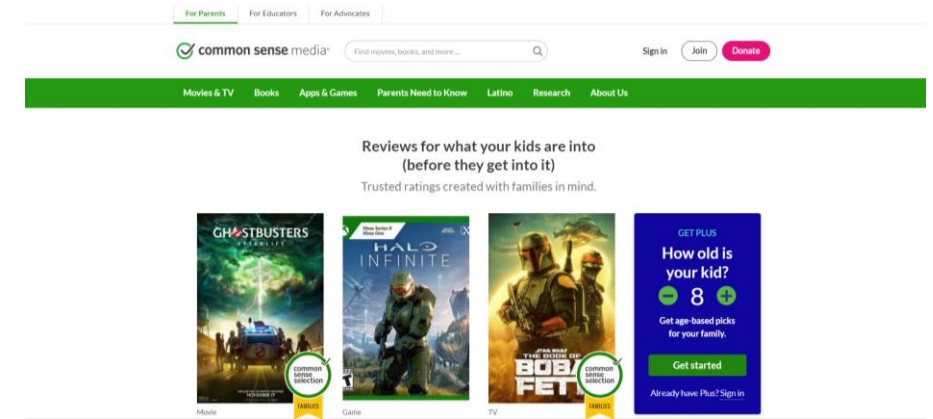 For Parents
For Educators
For Advocates
common sense media
Find movies, books, and more ...
Sign in
Join
Donate
Movies & TV
Books
Apps & Games
Parents Need to Know
Latino
Research
About Us
Reviews for what your kids are into
(before they get into it)
Trusted ratings created with families in mind.
GHOSTBUSTERS
AFTERLIFE
NOVEMBER 19
common
sense
selection
FAMILIES
Movie
Xbox Series X
Xbox One
HALO
INFINITE
T
Game
STAR WARS
THE BOOK OF
BOBA
FETT
common
sense
selection
FAMILIES
TV
GET PLUS
How old is
your kid?
8
Get age-based picks
for your family.
Get started
Already have Plus? Sign in